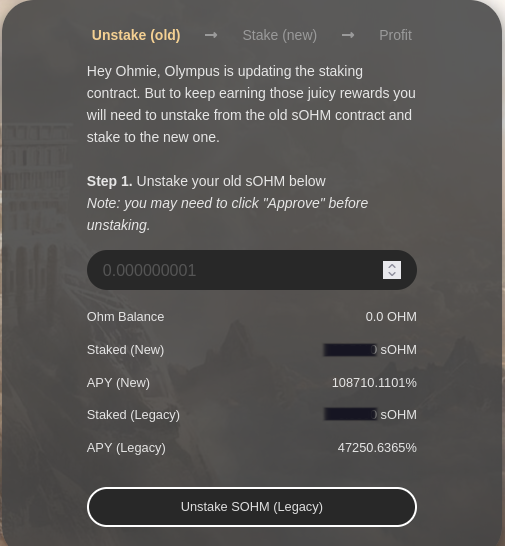 Unstake (old) → Stake (new) → Profit
Hey Ohmie, Olympus is updating the staking
contract. But to keep earning those juicy rewards you
will need to unstake from the old sOHM contract and
stake to the new one.
Step 1. Unstake your old sOHM below
Note: you may need to click "Approve" before
unstaking.
0.000000001
Ohm Balance 0.0 OHM
Staked (New) sOHM
APY (New) 108710.1101%
Staked (Legacy) sOHM
APY (Legacy) 47250.6365%
Unstake SOHM (Legacy)